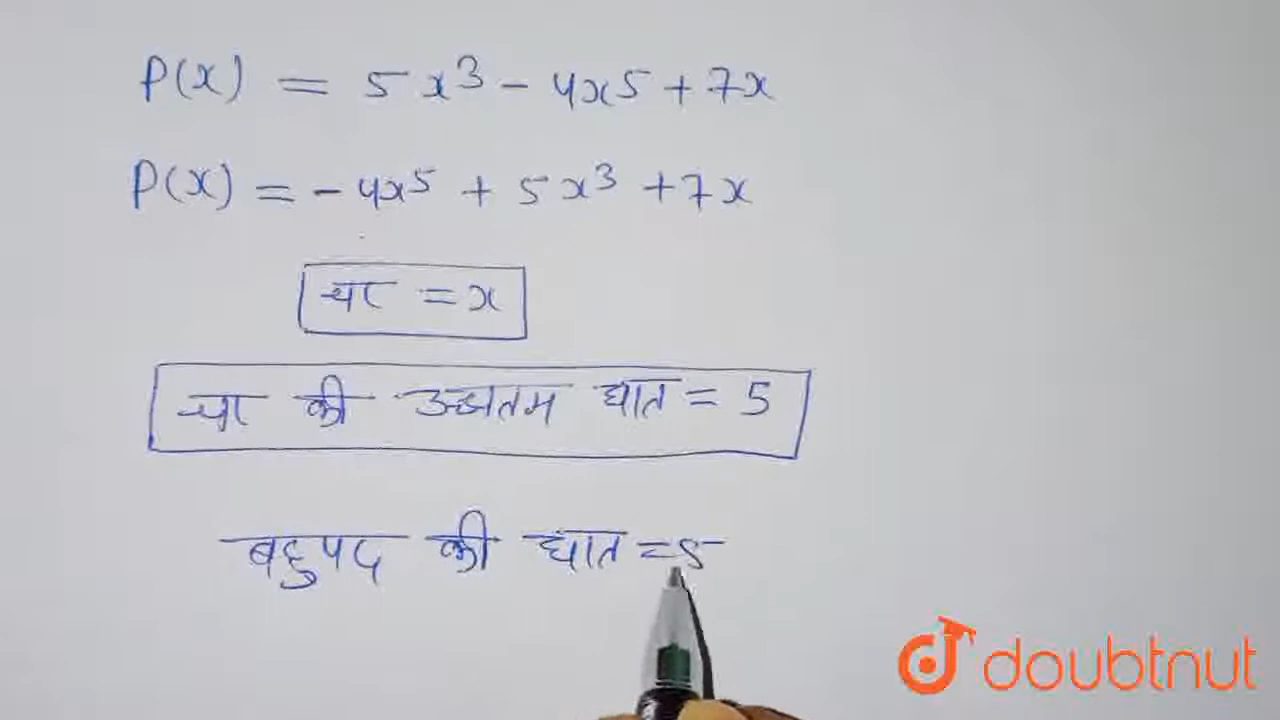 P(x) = 5x³ - 4x5 + 7x
P(x) = - 4x⁵ + 5x³ + 7x
चर = x
चर की उच्चतम घात = 5
बहुपद की घात = 5
doubtnut